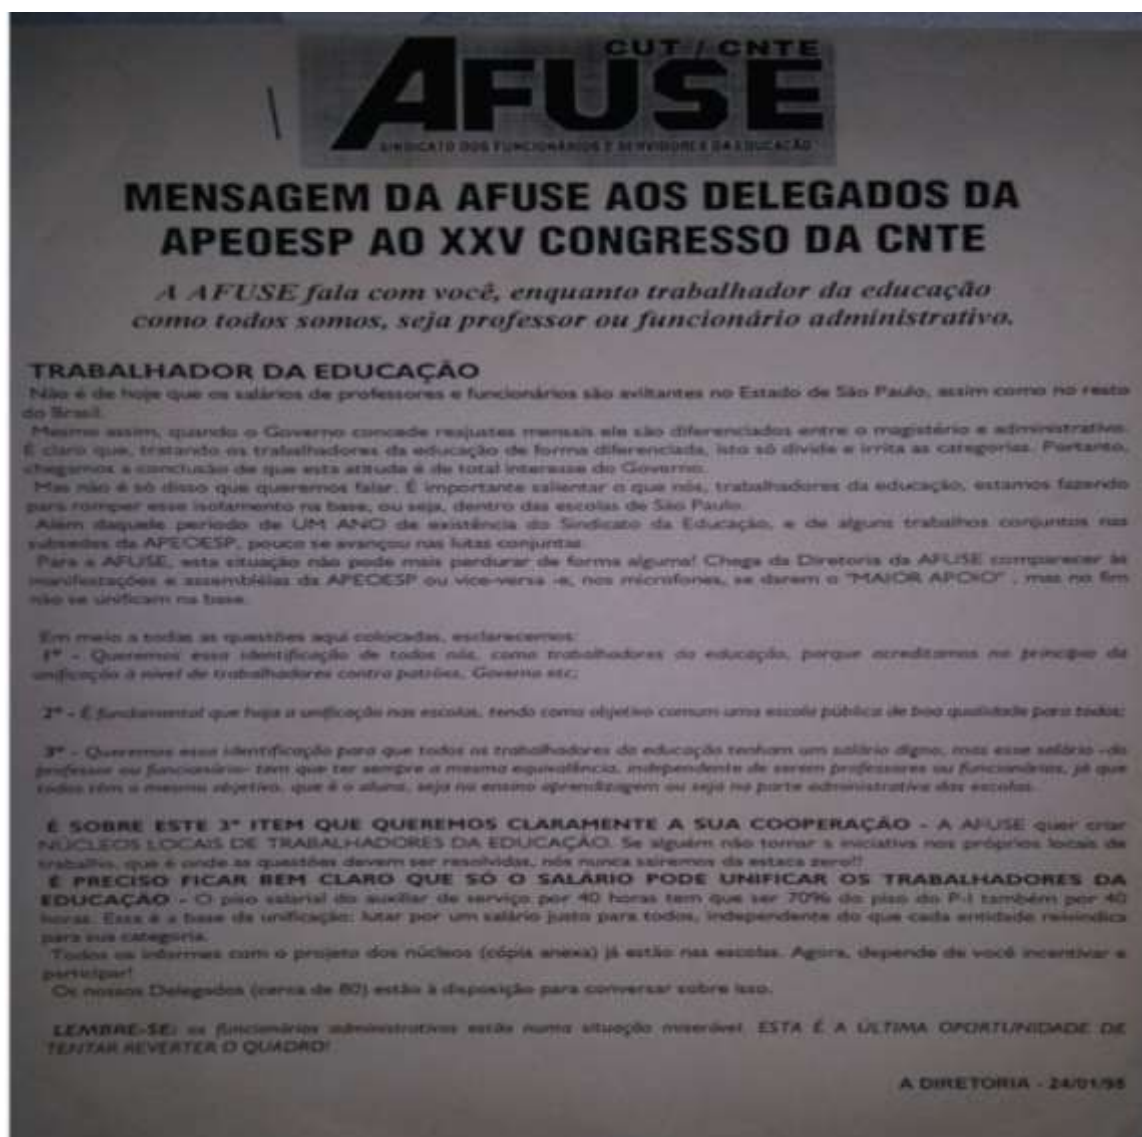 CUT / CNTE
AFUSE
SINDICATO DOS FUNCIONÁRIOS E SERVIDORES DA EDUCAÇÃO
MENSAGEM DA AFUSE AOS DELEGADOS DA
APEOESP AO XXV CONGRESSO DA CNTE
A AFUSE fala com você, enquanto trabalhador da educação
como todos somos, seja professor ou funcionário administrativo.
TRABALHADOR DA EDUCAÇÃO
Não é de hoje que os salários de professores e funcionários são aviltantes no Estado de São Paulo, assim como no resto
do Brasil.
Mesmo assim, quando o Governo concede reajustes mensais ele são diferenciados entre o magistério e administrativo.
É claro que, tratando os trabalhadores da educação de forma diferenciada, isto só divide e irrita as categorias. Portanto,
chegamos a conclusão de que esta atitude é de total interesse do Governo.
Mas não é só disso que queremos falar. É importante salientar o que nós, trabalhadores da educação, estamos fazendo
para romper esse isolamento na base, ou seja, dentro das escolas de São Paulo.
Além daquele período de UM ANO de existência do Sindicato da Educação, e de alguns trabalhos conjuntos nas
subsedes da APEOESP, pouco se avançou nas lutas conjuntas.
Para a AFUSE, esta situação não pode mais perdurar de forma alguma! Chega da Diretoria da AFUSE comparecer às
manifestações e assembléias da APEOESP ou vice-versa -e, nos microfones, se darem o "MAIOR APOIO" , mas no fim
não se unificam na base.
Em meio a todas as questões aqui colocadas, esclarecemos:
1º - Queremos essa identificação de todos nós, como trabalhadores da educação, porque acreditamos no princípio da
unificação à nível de trabalhadores contra patrões, Governo etc;
2º - É fundamental que haja a unificação nas escolas, tendo como objetivo comum uma escola pública de boa qualidade para todos;
3º - Queremos essa identificação para que todos os trabalhadores da educação tenham um salário digno, mas esse salário -do
professor ou funcionário- tem que ter sempre a mesma equivalência, independente de serem professores ou funcionários, já que
todos têm o mesmo objetivo, que é o aluno, seja no ensino aprendizagem ou seja na parte administrativa das escolas.
É SOBRE ESTE 3º ITEM QUE QUEREMOS CLARAMENTE A SUA COOPERAÇÃO - A AFUSE quer criar
NÚCLEOS LOCAIS DE TRABALHADORES DA EDUCAÇÃO. Se alguém não tomar a iniciativa nos próprios locais de
trabalho, que é onde as questões devem ser resolvidas, nós nunca sairemos da estaca zero!!
É PRECISO FICAR BEM CLARO QUE SÓ O SALÁRIO PODE UNIFICAR OS TRABALHADORES DA
EDUCAÇÃO - O piso salarial do auxiliar de serviço por 40 horas tem que ser 70% do piso do P-I também por 40
horas. Essa é a base da unificação: lutar por um salário justo para todos, independente do que cada entidade reivindica
para sua categoria.
Todos os informes com o projeto dos núcleos (cópia anexa) já estão nas escolas. Agora, depende de você incentivar e
participar!
Os nossos Delegados (cerca de 80) estão à disposição para conversar sobre isso.
LEMBRE-SE: os funcionários administrativos estão numa situação miserável. ESTA É A ÚLTIMA OPORTUNIDADE DE
TENTAR REVERTER O QUADRO!
A DIRETORIA - 24/01/95